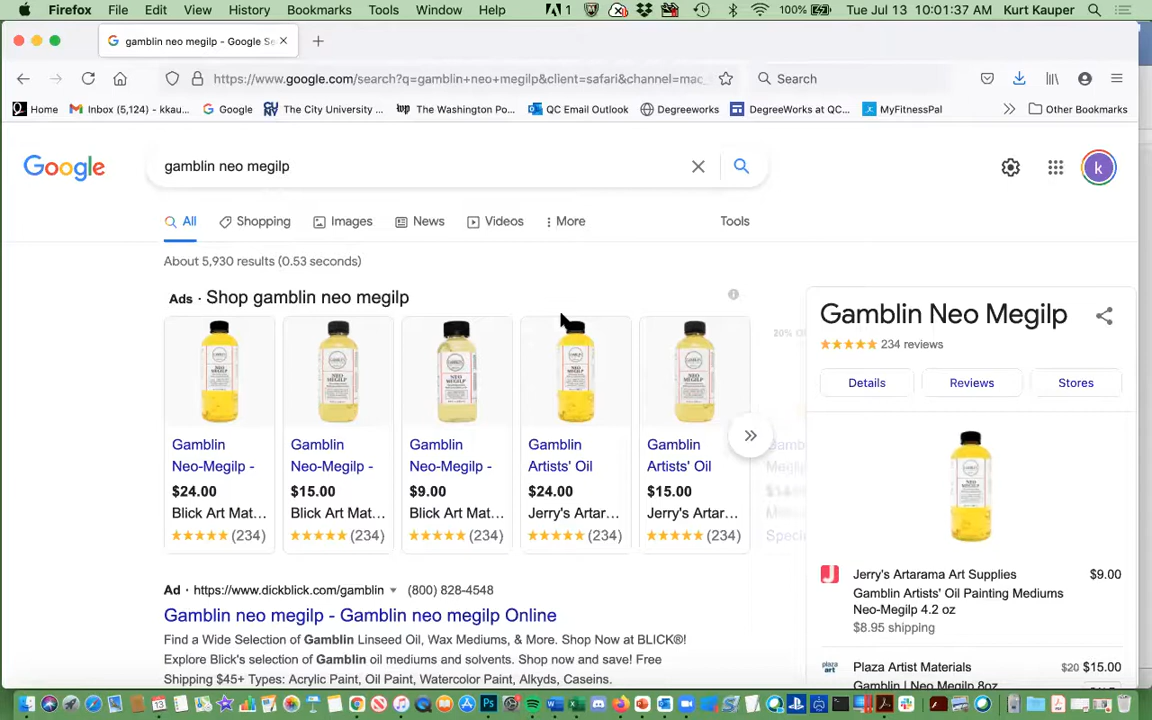 Firefox File Edit View History Bookmarks Tools Window Help 1 100% Tue Jul 13 10:01:37 AM Kurt Kauper
gamblin neo megilp - Google Se
https://www.google.com/search?q=gamblin+neo+megilp&client=safari&channel=mac_ Search
Home Inbox (5,124) - kkau... Google The City University ... The Washington Po... QC Email Outlook Degreeworks DegreeWorks at QC... MyFitnessPal Other Bookmarks
Google gamblin neo megilp k
All Shopping Images News Videos More Tools
About 5,930 results (0.53 seconds)
Ads · Shop gamblin neo megilp
Gamblin Neo-Megilp - $24.00 Blick Art Mat... (234)
Gamblin Neo-Megilp - $15.00 Blick Art Mat... (234)
Gamblin Neo-Megilp - $9.00 Blick Art Mat... (234)
Gamblin Artists' Oil $24.00 Jerry's Artar... (234)
Gamblin Artists' Oil $15.00 Jerry's Artar... (234)
Ad · https://www.dickblick.com/gamblin (800) 828-4548
Gamblin neo megilp - Gamblin neo megilp Online
Find a Wide Selection of Gamblin Linseed Oil, Wax Mediums, & More. Shop Now at BLICK®!
Explore Blick's selection of Gamblin oil mediums and solvents. Shop now and save! Free
Shipping $45+ Types: Acrylic Paint, Oil Paint, Watercolor Paint, Alkyds, Caseins.
Gamblin Neo Megilp
234 reviews
Details Reviews Stores
Jerry's Artarama Art Supplies $9.00
Gamblin Artists' Oil Painting Mediums
Neo-Megilp 4.2 oz
$8.95 shipping
Plaza Artist Materials $20 $15.00
Gamblin | Neo Megilp 8oz